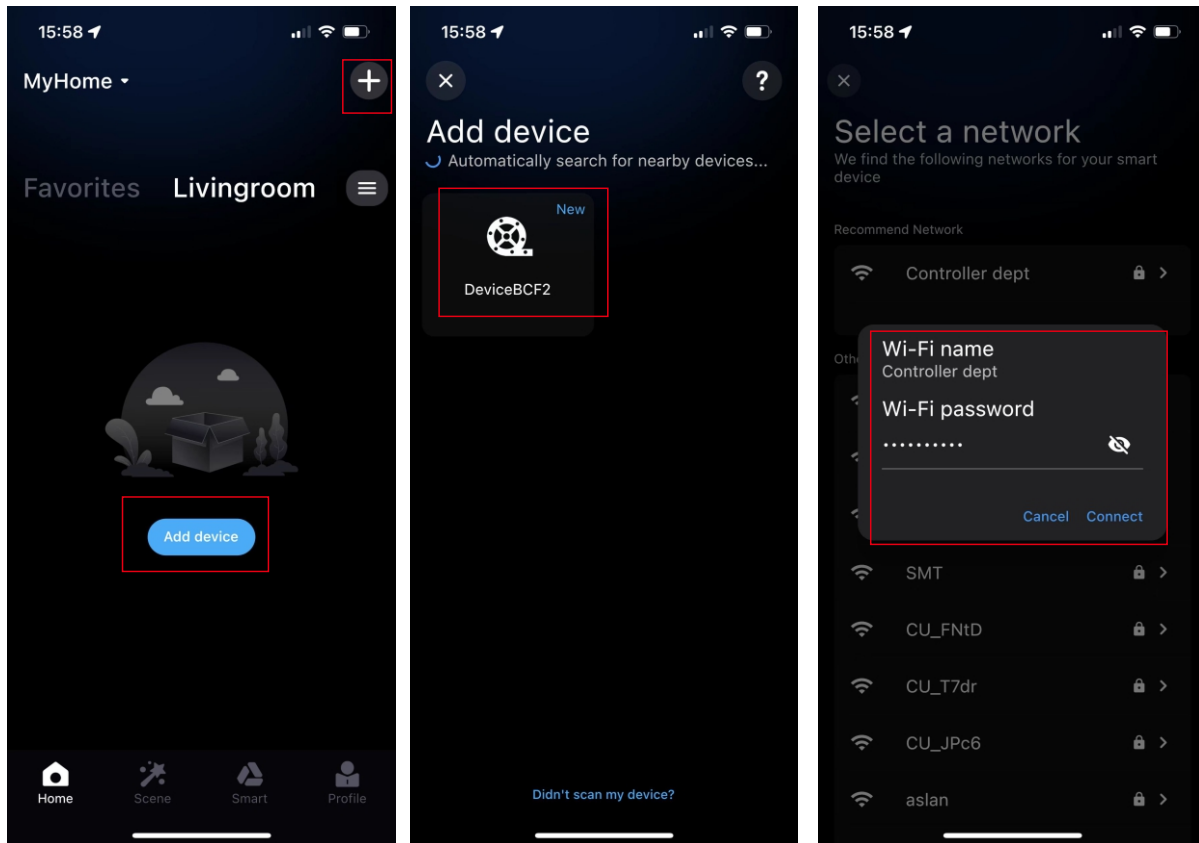 15:58
MyHome
Favorites Livingroom
Add device
Home Scene Smart Profile
15:58
?
Add device
Automatically search for nearby devices...
New
DeviceBCF2
Didn't scan my device?
15:58
Select a network
We find the following networks for your smart
device
Recommend Network
Controller dept
Wi-Fi name
Controller dept
Wi-Fi password
..........
Cancel Connect
SMT
CU_FNtD
CU_T7dr
CU_JPc6
aslan